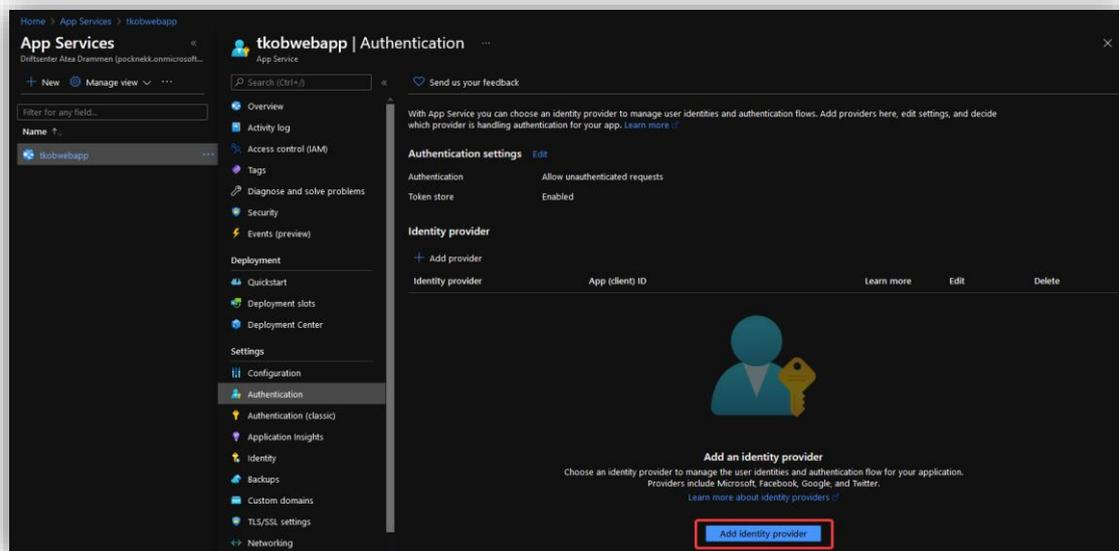 Home > App Services > tkobwebapp
App Services
Driftsenter Atea Drammen (pocknekk.onmicrosoft...
+ New
Manage view
Filter for any field...
Name ↑
tkobwebapp
tkobwebapp | Authentication
App Service
Search (Ctrl+/)
Overview
Activity log
Access control (IAM)
Tags
Diagnose and solve problems
Security
Events (preview)
Deployment
Quickstart
Deployment slots
Deployment Center
Settings
Configuration
Authentication
Authentication (classic)
Application Insights
Identity
Backups
Custom domains
TLS/SSL settings
Networking
Send us your feedback
With App Service you can choose an identity provider to manage user identities and authentication flows. Add providers here, edit settings, and decide
which provider is handling authentication for your app. Learn more
Authentication settings Edit
Authentication Allow unauthenticated requests
Token store Enabled
Identity provider
+ Add provider
Identity provider App (client) ID Learn more Edit Delete
Add an identity provider
Choose an identity provider to manage the user identities and authentication flow for your application.
Providers include Microsoft, Facebook, Google, and Twitter.
Learn more about identity providers
Add identity provider